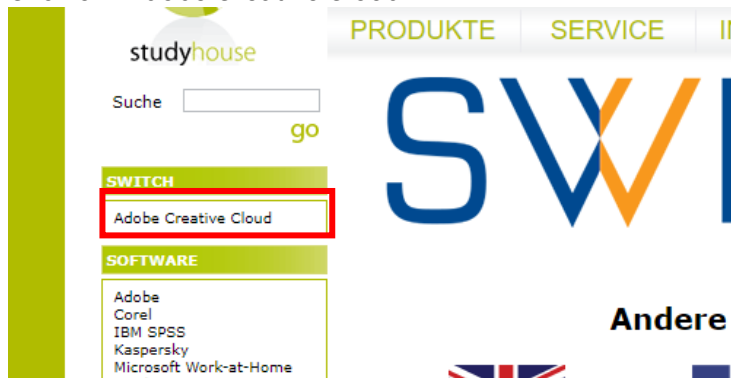 studyhouse
PRODUKTE SERVICE
Suche
go
SWITCH
Adobe Creative Cloud
SOFTWARE
Adobe
Corel
IBM SPSS
Kaspersky
Microsoft Work-at-Home
SW
Andere